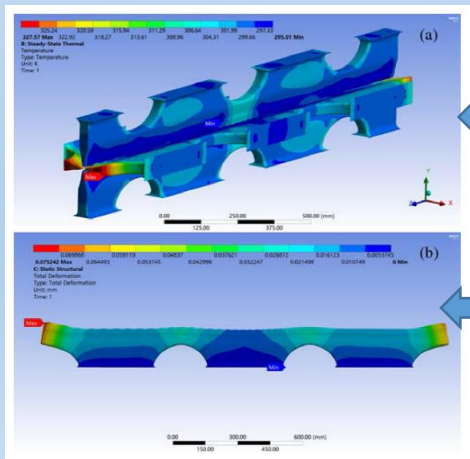 325.24 318.58 315.94 311.29 306.64 301.99 297.33
327.57 Max 322.92 318.27 313.61 308.96 304.31 299.66 295.01 Min
(a)
B: Steady-State Thermal
Temperature
Type: Temperature
Unit: K
Time: 1
Min
Max
Y
Z X
0.00 250.00 500.00 (mm)
125.00 375.00
0.069868 0.059119 0.04837 0.037621 0.026872 0.016123 0.0053745
0.075242 Max 0.064493 0.053745 0.042996 0.032247 0.021498 0.010749 0 Min
(b)
C: Static Structural
Total Deformation
Type: Total Deformation
Unit: mm
Time: 1
Max
Min
0.00 300.00 600.00 (mm)
150.00 450.00